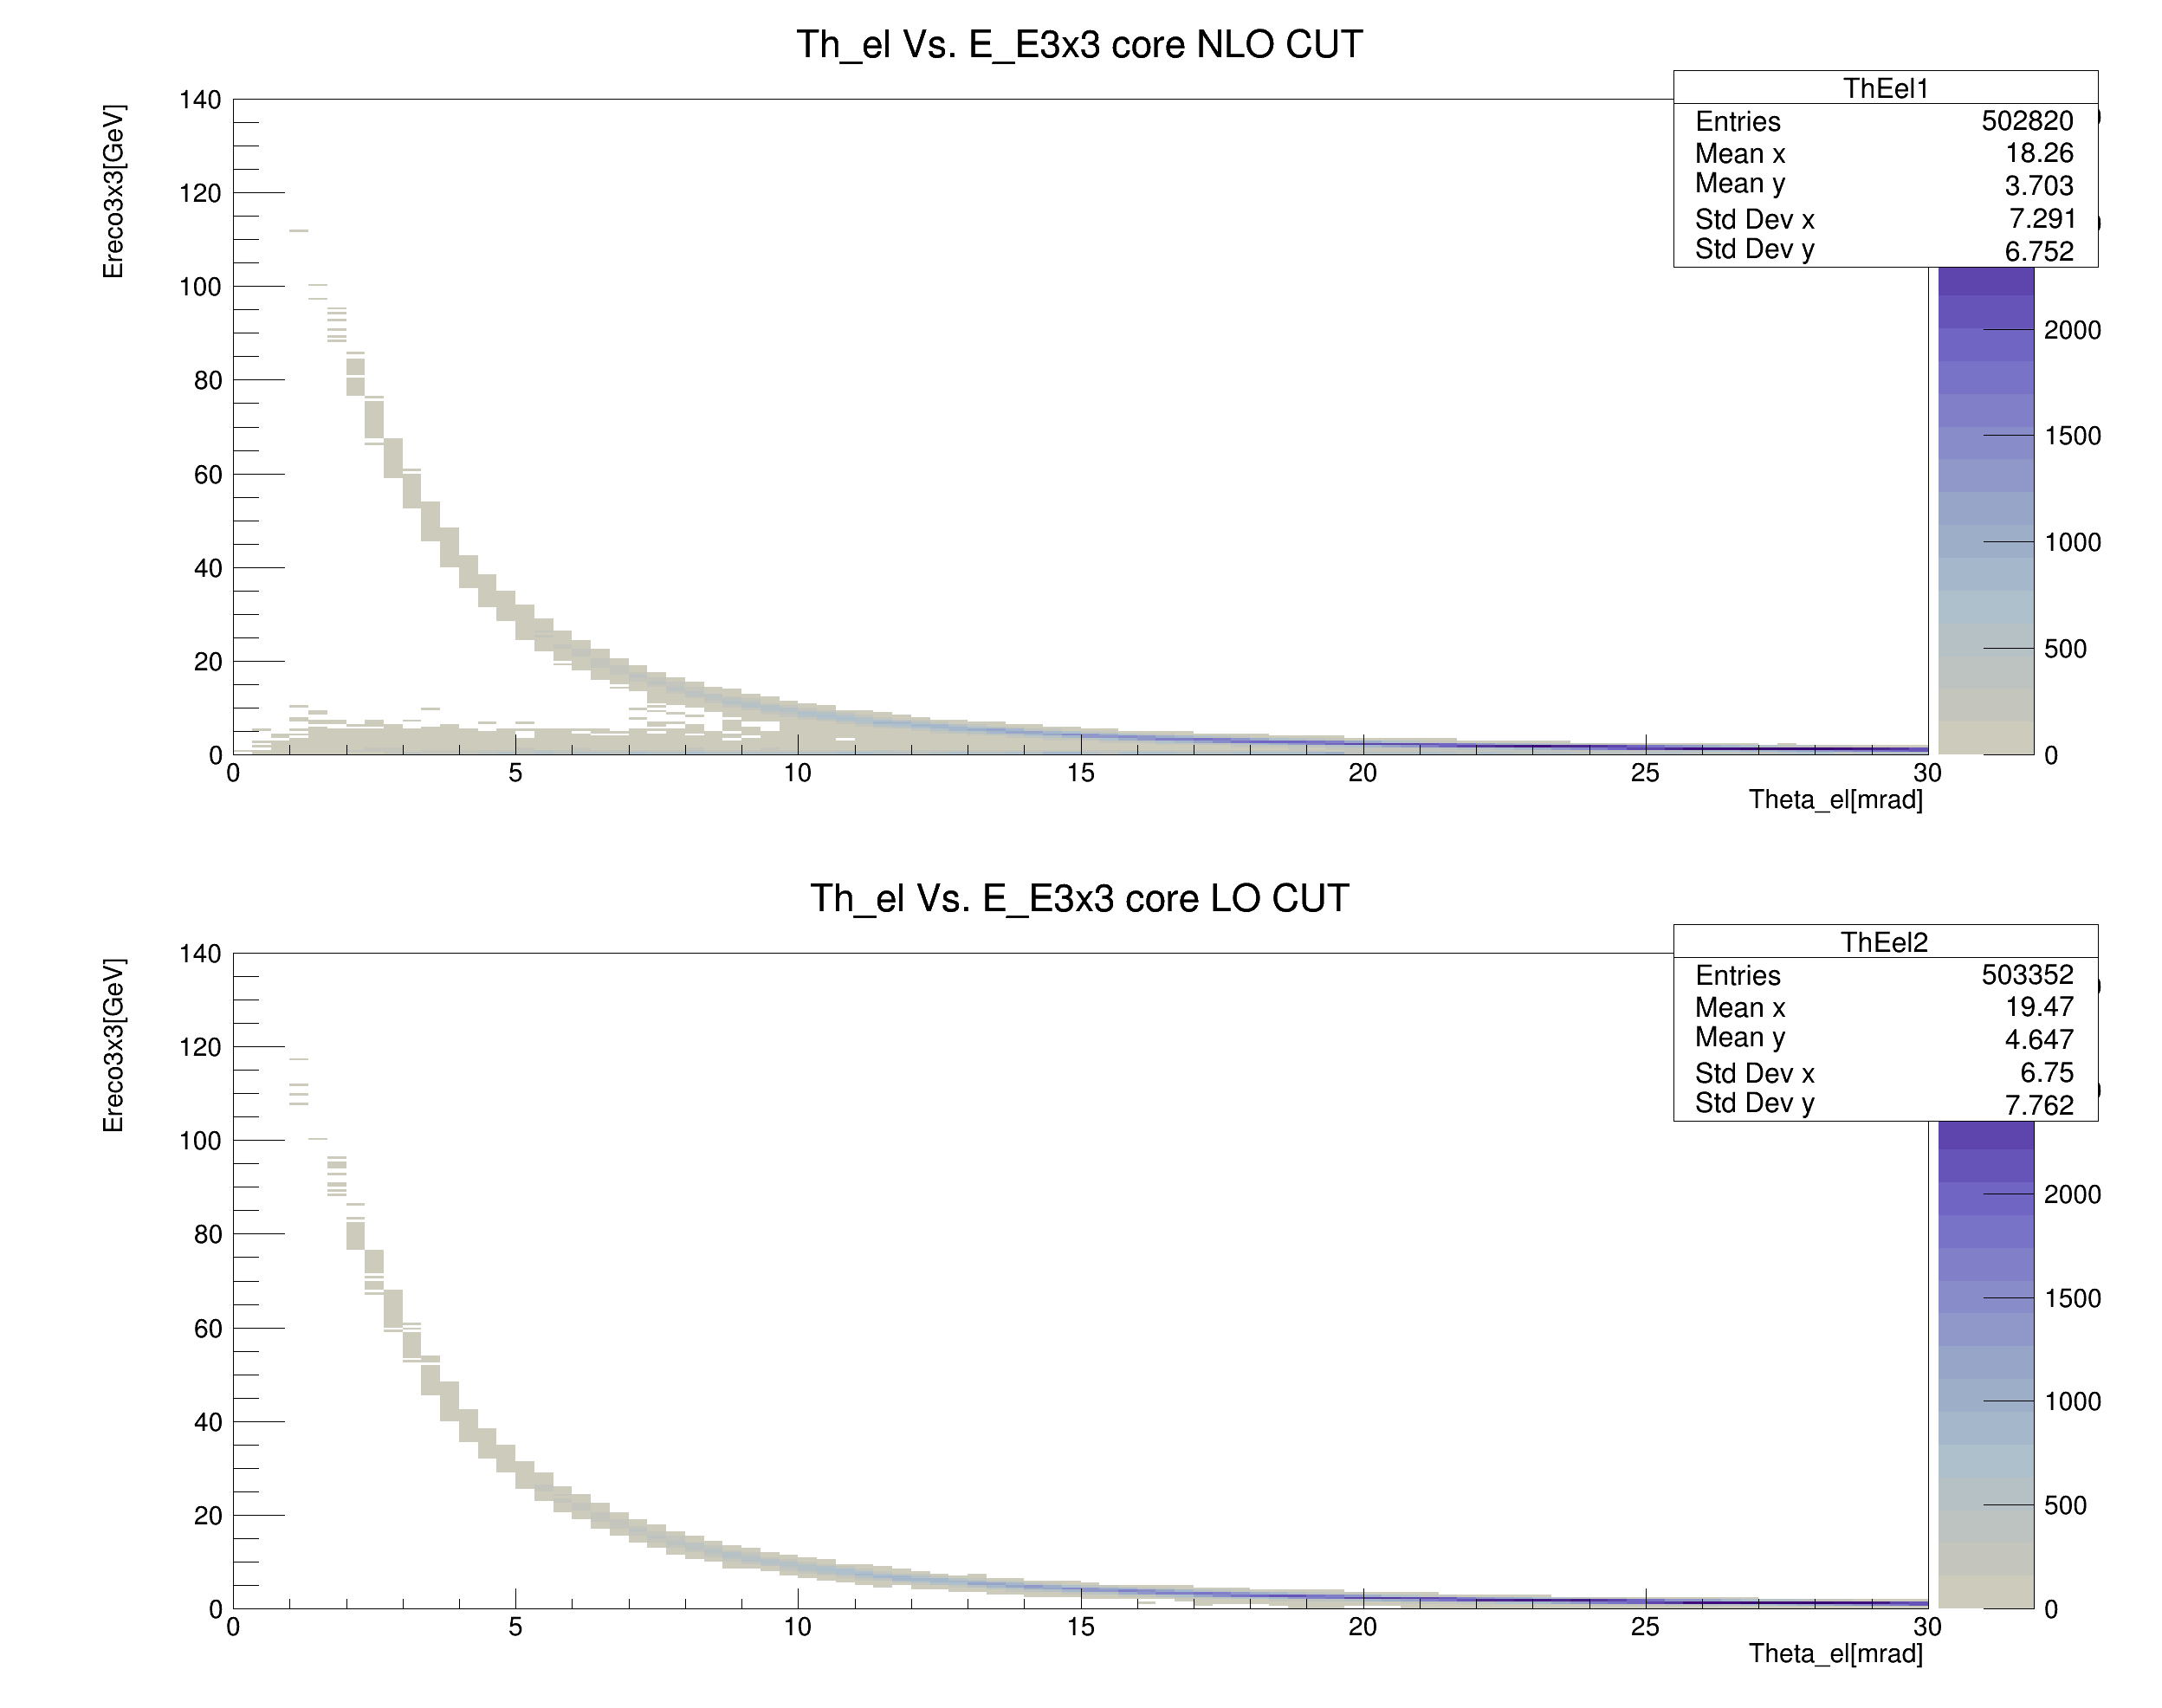 Th_el Vs. E_E3x3 core NLO CUT
ThEel1
Entries 502820
Mean x 18.26
Mean y 3.703
Std Dev x 7.291
Std Dev y 6.752
Ereco3x3[GeV]
140
120
100
80
60
40
20
0
0 5 10 15 20 25 30
Theta_el[mrad]
2000
1500
1000
500
0
Th_el Vs. E_E3x3 core LO CUT
ThEel2
Entries 503352
Mean x 19.47
Mean y 4.647
Std Dev x 6.75
Std Dev y 7.762
Ereco3x3[GeV]
140
120
100
80
60
40
20
0
0 5 10 15 20 25 30
Theta_el[mrad]
2000
1500
1000
500
0